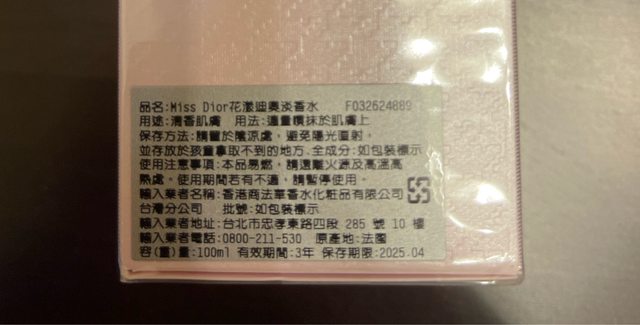 品名:Miss Dior花漾迪奧淡香水 F032624889
用途:清香肌膚 用法:適量噴抹於肌膚上
保存方法:請置於陰涼處，避免陽光直射，
並存放於孩童拿取不到的地方.全成分:如包裝標示
使用注意事項:本品易燃，請遠離火源及高溫高
熱處。使用期間若有不適，請暫停使用。
輸入業者名稱:香港商法華香水化粧品有限公司
台灣分公司 批號:如包裝標示
輸入業者地址:台北市忠孝東路四段 285 號 10 樓
輸入業者電話:0800-211-530 原產地:法國
容(重)量:100ml 有效期間:3年 保存期限:2025.04